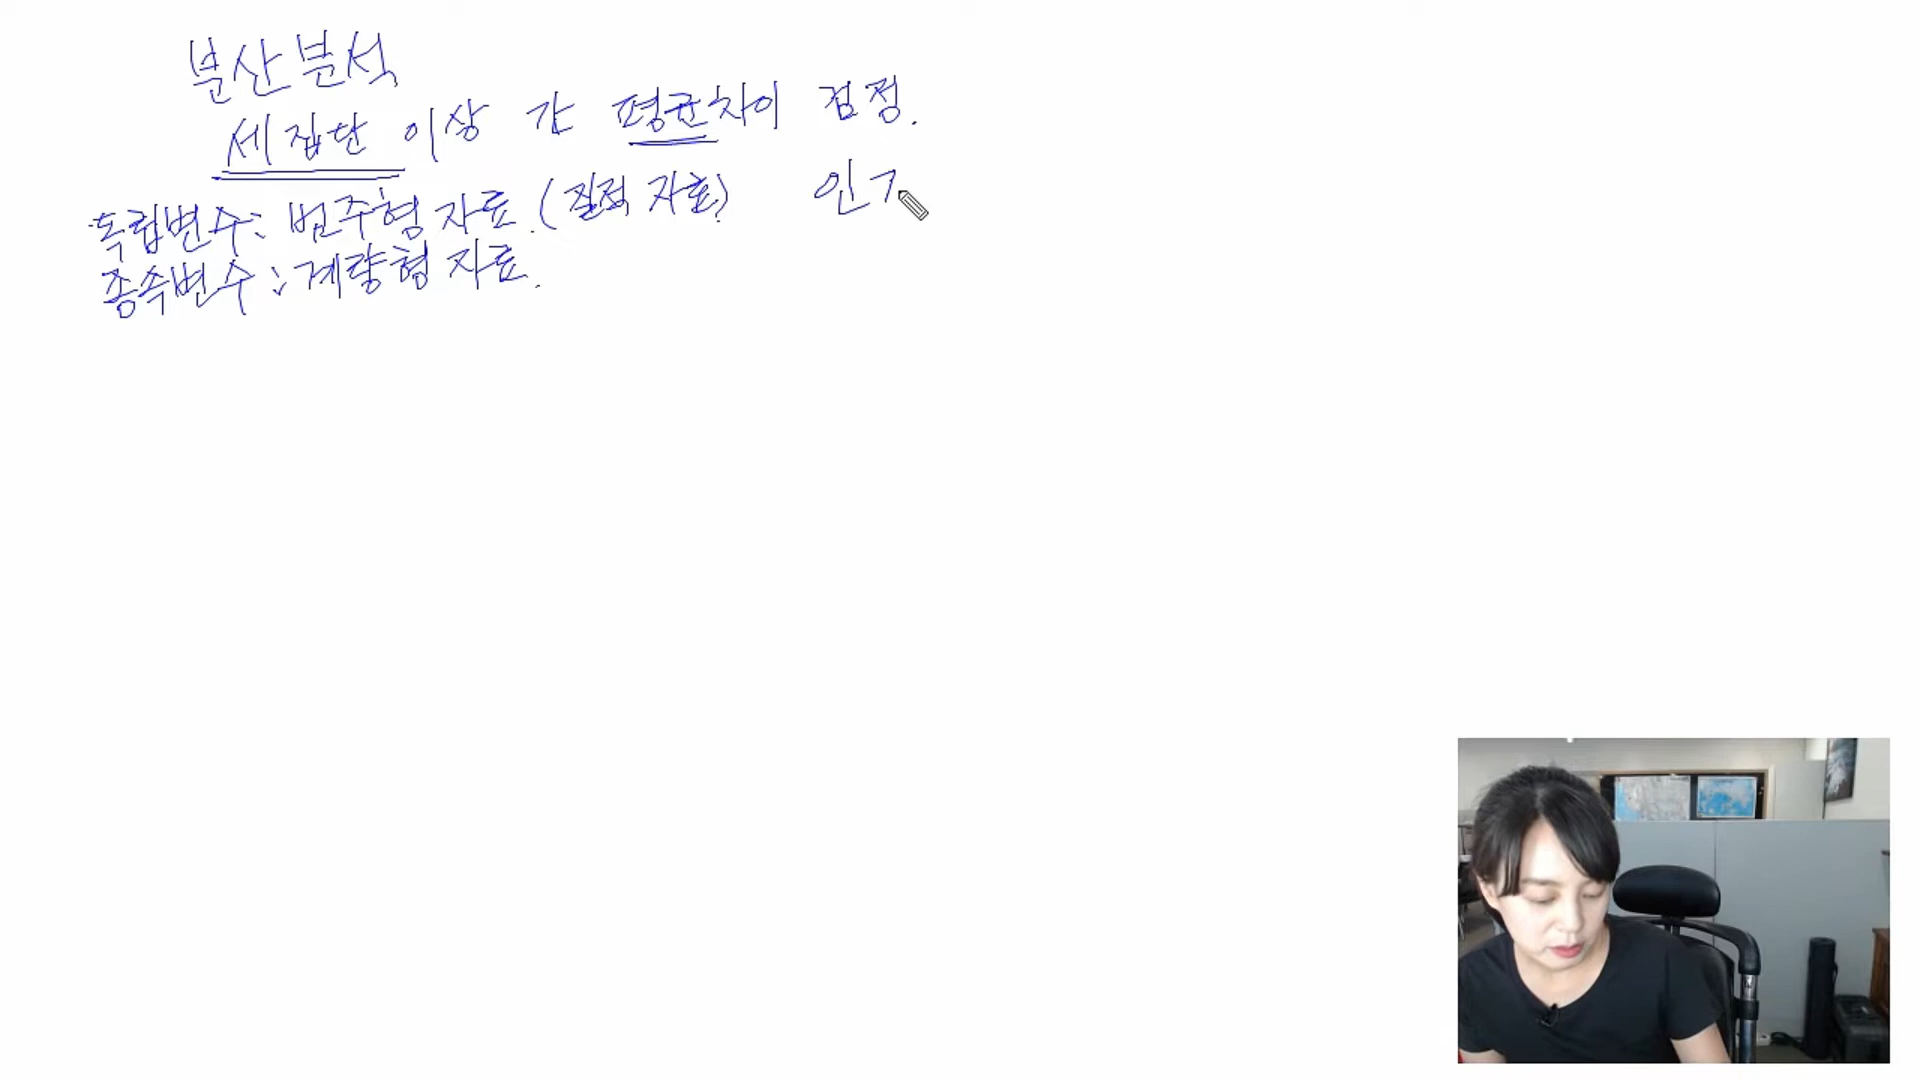 분산분석
세집단 이상 간 평균차이 검정.
독립변수: 범주형 자료. (질적 자료) 인
종속변수: 계량형 자료.